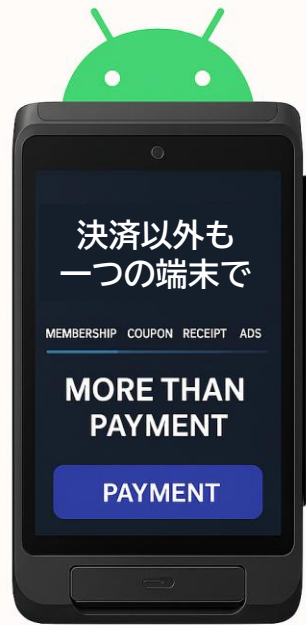 決済以外も
一つの端末で
MEMBERSHIP COUPON RECEIPT ADS
MORE THAN
PAYMENT
PAYMENT